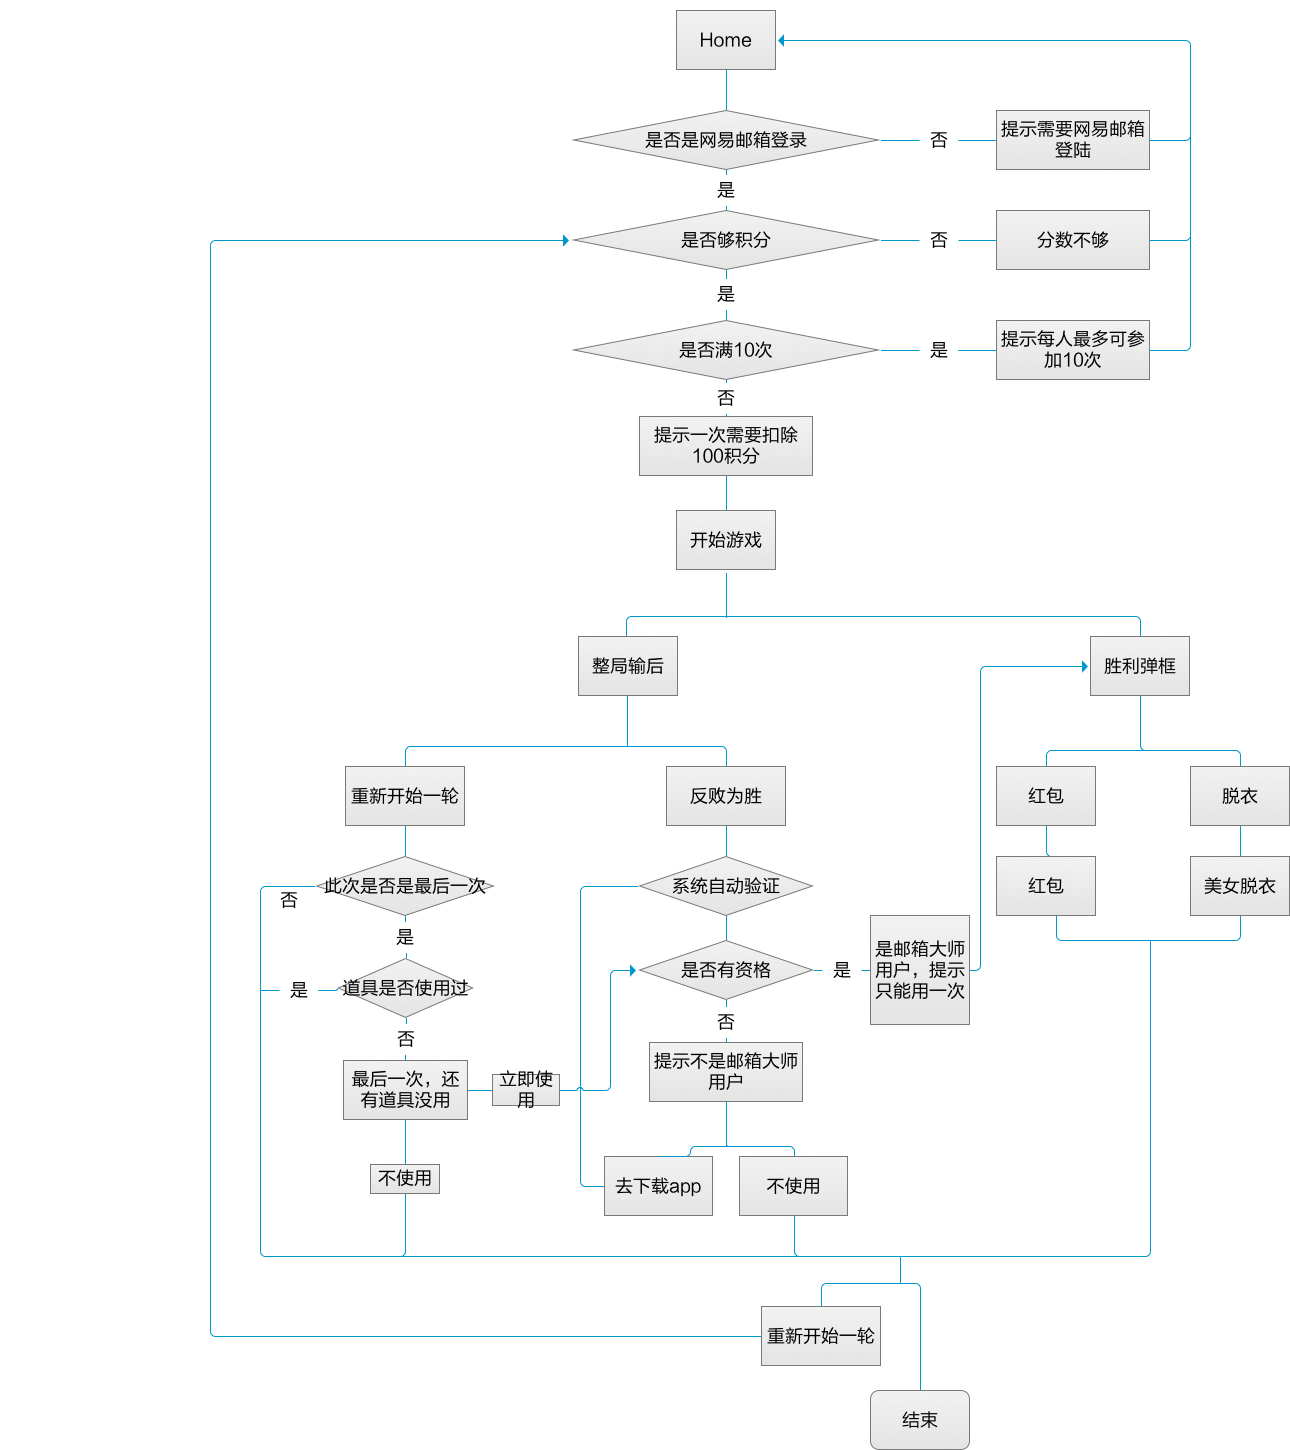 Home
是否是网易邮箱登录
否
提示需要网易邮箱
登陆
是
是否够积分
否
分数不够
是
是否满10次
是
提示每人最多可参
加10次
否
提示一次需要扣除
100积分
开始游戏
整局输后
胜利弹框
重新开始一轮
反败为胜
红包
脱衣
此次是否是最后一次
否
系统自动验证
红包
美女脱衣
是
是否有资格
是
是邮箱大师
用户，提示
只能用一次
道具是否使用过
是
否
否
提示不是邮箱大师
用户
最后一次，还
有道具没用
立即使
用
不使用
去下载app
不使用
重新开始一轮
结束